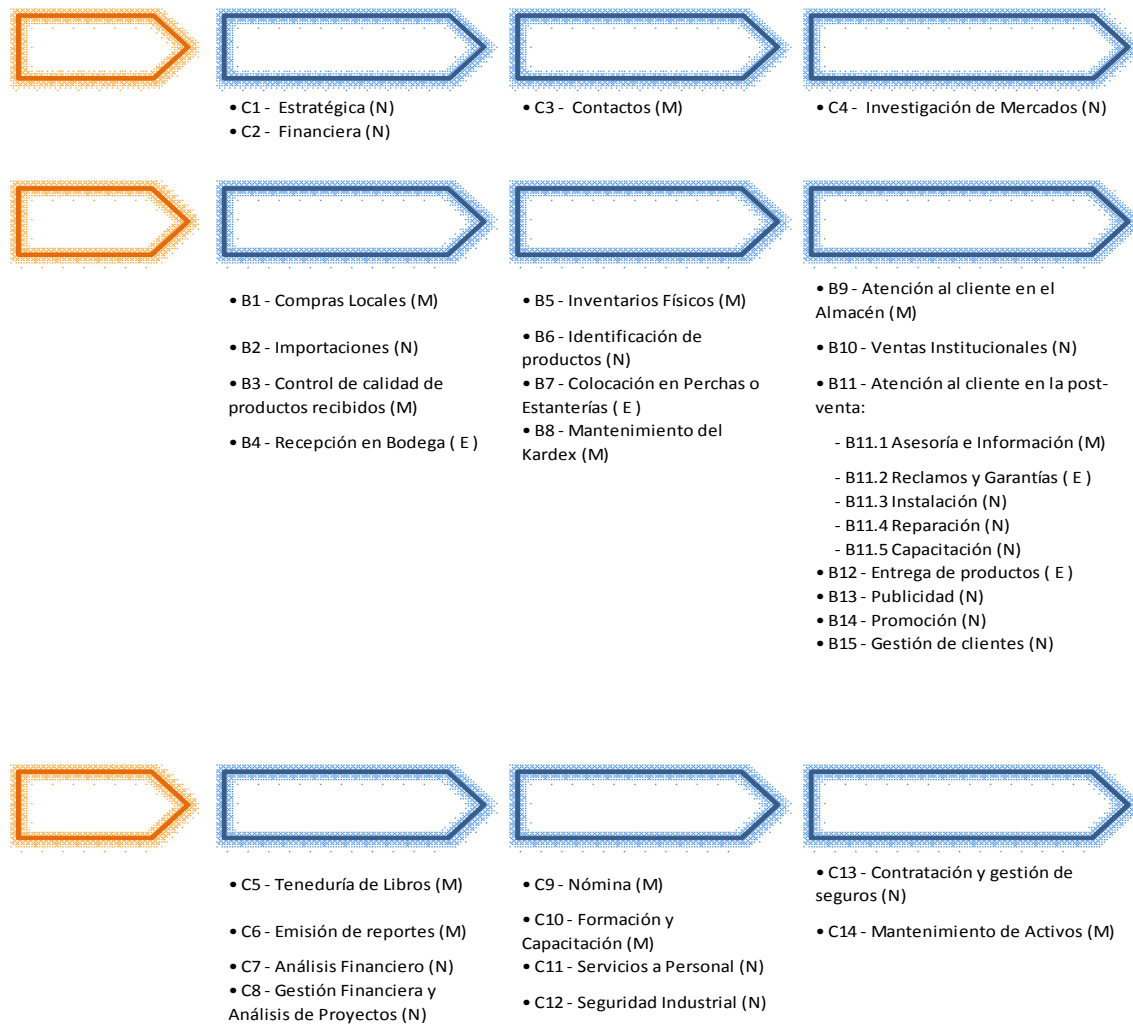 • C1 - Estratégica (N)
• C2 - Financiera (N)
• C3 - Contactos (M)
• C4 - Investigación de Mercados (N)
• B1 - Compras Locales (M)
• B2 - Importaciones (N)
• B3 - Control de calidad de
productos recibidos (M)
• B4 - Recepción en Bodega ( E )
• B5 - Inventarios Físicos (M)
• B6 - Identificación de
productos (N)
• B7 - Colocación en Perchas o
Estanterías ( E )
• B8 - Mantenimiento del
Kardex (M)
• B9 - Atención al cliente en el
Almacén (M)
• B10 - Ventas Institucionales (N)
• B11 - Atención al cliente en la post-
venta:
- B11.1 Asesoría e Información (M)
- B11.2 Reclamos y Garantías ( E )
- B11.3 Instalación (N)
- B11.4 Reparación (N)
- B11.5 Capacitación (N)
• B12 - Entrega de productos ( E )
• B13 - Publicidad (N)
• B14 - Promoción (N)
• B15 - Gestión de clientes (N)
• C5 - Teneduría de Libros (M)
• C6 - Emisión de reportes (M)
• C7 - Análisis Financiero (N)
• C8 - Gestión Financiera y
Análisis de Proyectos (N)
• C9 - Nómina (M)
• C10 - Formación y
Capacitación (M)
• C11 - Servicios a Personal (N)
• C12 - Seguridad Industrial (N)
• C13 - Contratación y gestión de
seguros (N)
• C14 - Mantenimiento de Activos (M)